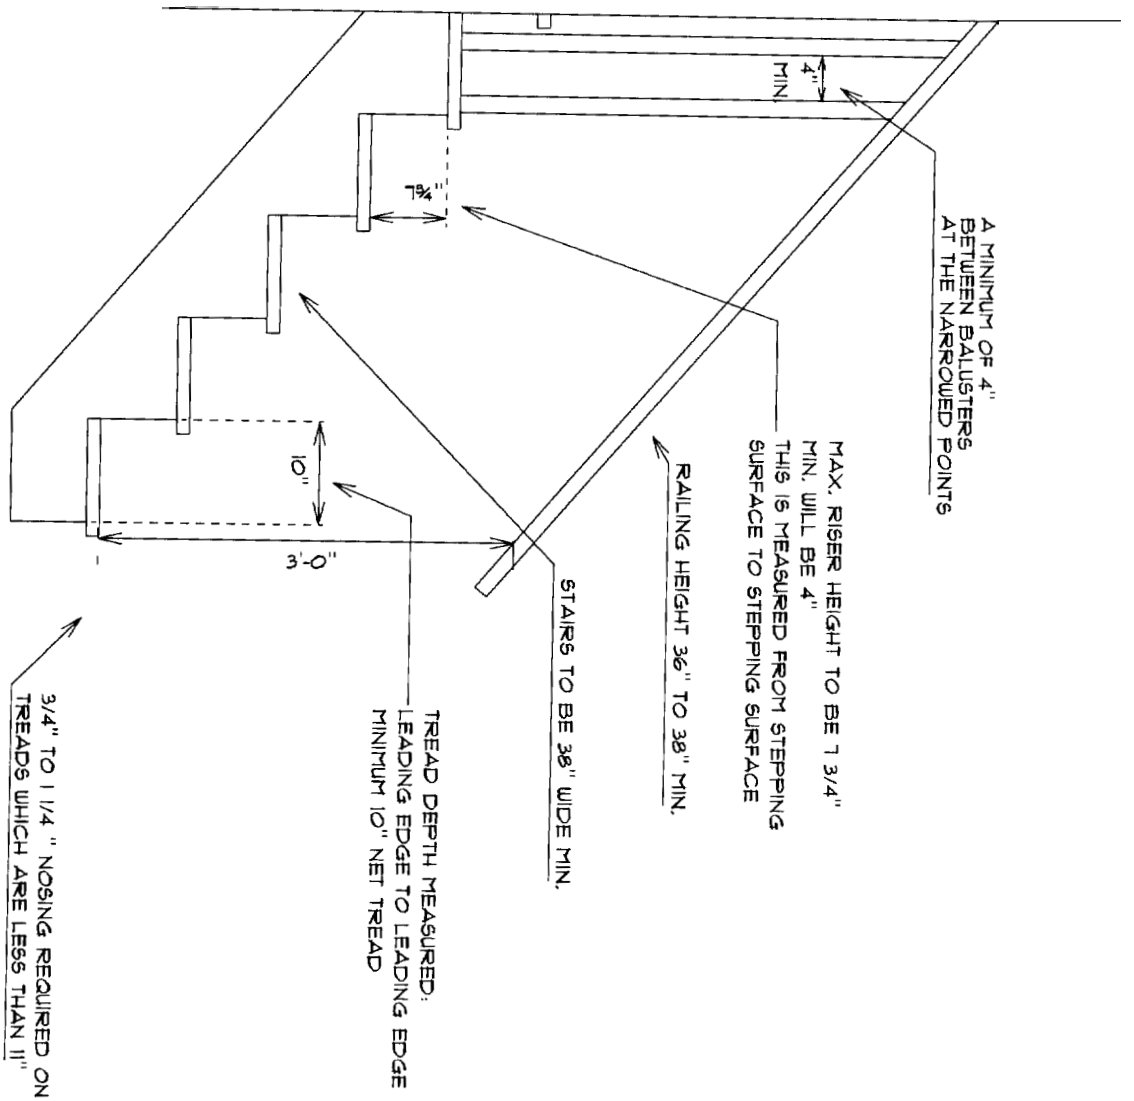 A MINIMUM OF 4"
BETWEEN BALUSTERS
AT THE NARROWED POINTS
4"
MIN.
MAX. RISER HEIGHT TO BE 7 3/4"
MIN. WILL BE 4"
THIS IS MEASURED FROM STEPPING
SURFACE TO STEPPING SURFACE
7 3/4"
RAILING HEIGHT 36" TO 38" MIN.
STAIRS TO BE 38" WIDE MIN.
TREAD DEPTH MEASURED:
LEADING EDGE TO LEADING EDGE
MINIMUM 10" NET TREAD
10"
3'-0"
3/4" TO 1 1/4 " NOSING REQUIRED ON
TREADS WHICH ARE LESS THAN 11"